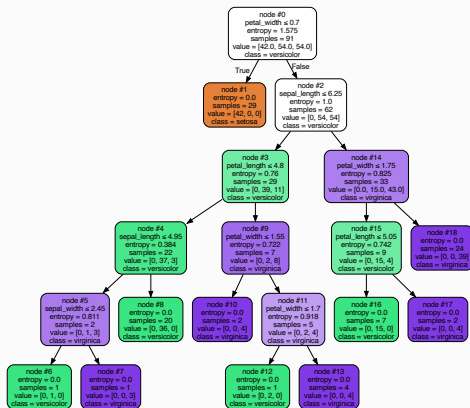 node #0
petal_width ≤ 0.7
entropy = 1.575
samples = 91
value = [42.0, 54.0, 54.0]
class = versicolor
True
False
node #1
entropy = 0.0
samples = 29
value = [42, 0, 0]
class = setosa
node #2
sepal_length ≤ 6.25
entropy = 1.0
samples = 62
value = [0, 54, 54]
class = versicolor
node #3
petal_length ≤ 4.8
entropy = 0.76
samples = 29
value = [0, 39, 11]
class = versicolor
node #14
petal_width ≤ 1.75
entropy = 0.825
samples = 33
value = [0.0, 15.0, 43.0]
class = virginica
node #4
sepal_length ≤ 4.95
entropy = 0.384
samples = 22
value = [0, 37, 3]
class = versicolor
node #9
petal_width ≤ 1.55
entropy = 0.722
samples = 7
value = [0, 2, 8]
class = virginica
node #15
petal_length ≤ 5.05
entropy = 0.742
samples = 9
value = [0, 15, 4]
class = versicolor
node #18
entropy = 0.0
samples = 24
value = [0, 0, 39]
class = virginica
node #5
sepal_width ≤ 2.45
entropy = 0.811
samples = 2
value = [0, 1, 3]
class = virginica
node #8
entropy = 0.0
samples = 20
value = [0, 36, 0]
class = versicolor
node #10
entropy = 0.0
samples = 2
value = [0, 0, 4]
class = virginica
node #11
petal_width ≤ 1.7
entropy = 0.918
samples = 5
value = [0, 2, 4]
class = virginica
node #16
entropy = 0.0
samples = 7
value = [0, 15, 0]
class = versicolor
node #17
entropy = 0.0
samples = 2
value = [0, 0, 4]
class = virginica
node #6
entropy = 0.0
samples = 1
value = [0, 1, 0]
class = versicolor
node #7
entropy = 0.0
samples = 1
value = [0, 0, 3]
class = virginica
node #12
entropy = 0.0
samples = 1
value = [0, 2, 0]
class = versicolor
node #13
entropy = 0.0
samples = 4
value = [0, 0, 4]
class = virginica